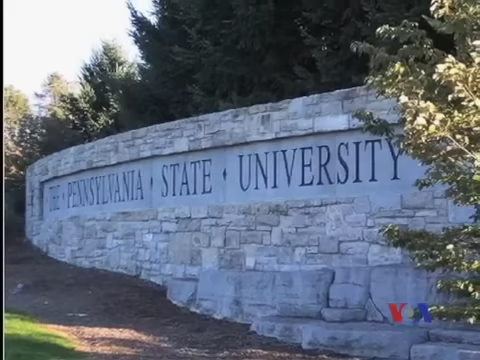 THE ♦ PENNSYLVANIA ♦ STATE ♦ UNIVERSITY
VOA